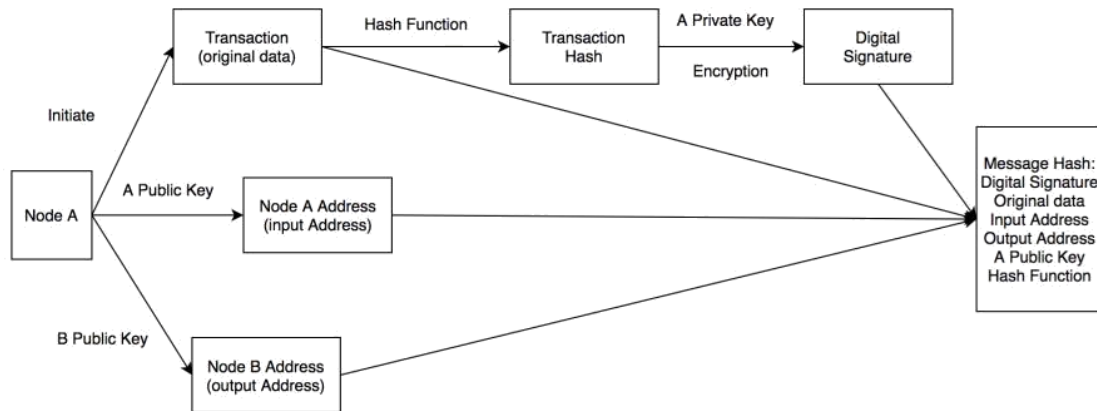 Transaction
(original data)
Hash Function
Transaction
Hash
A Private Key
Encryption
Digital
Signature
Initiate
Node A
A Public Key
Node A Address
(input Address)
B Public Key
Node B Address
(output Address)
Message Hash:
Digital Signature
Original data
Input Address
Output Address
A Public Key
Hash Function